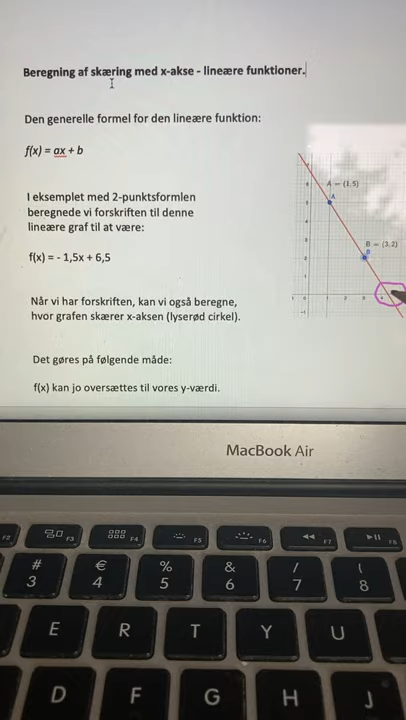 Beregning af skæring med x-akse - lineære funktioner.
Den generelle formel for den lineære funktion:
f(x) = ax + b
I eksemplet med 2-punktsformlen
beregnede vi forskriften til denne
lineære graf til at være:
f(x) = - 1,5x + 6,5
Når vi har forskriften, kan vi også beregne,
hvor grafen skærer x-aksen (lyserød cirkel).
Det gøres på følgende måde:
f(x) kan jo oversættes til vores y-værdi.
A = (1, 5)
A
B = (3, 2)
B
MacBook Air
F2 F3 F4 F5 F6 F7 F8
# € % & / (
3 4 5 6 7 8
E R T Y U
D F G H J